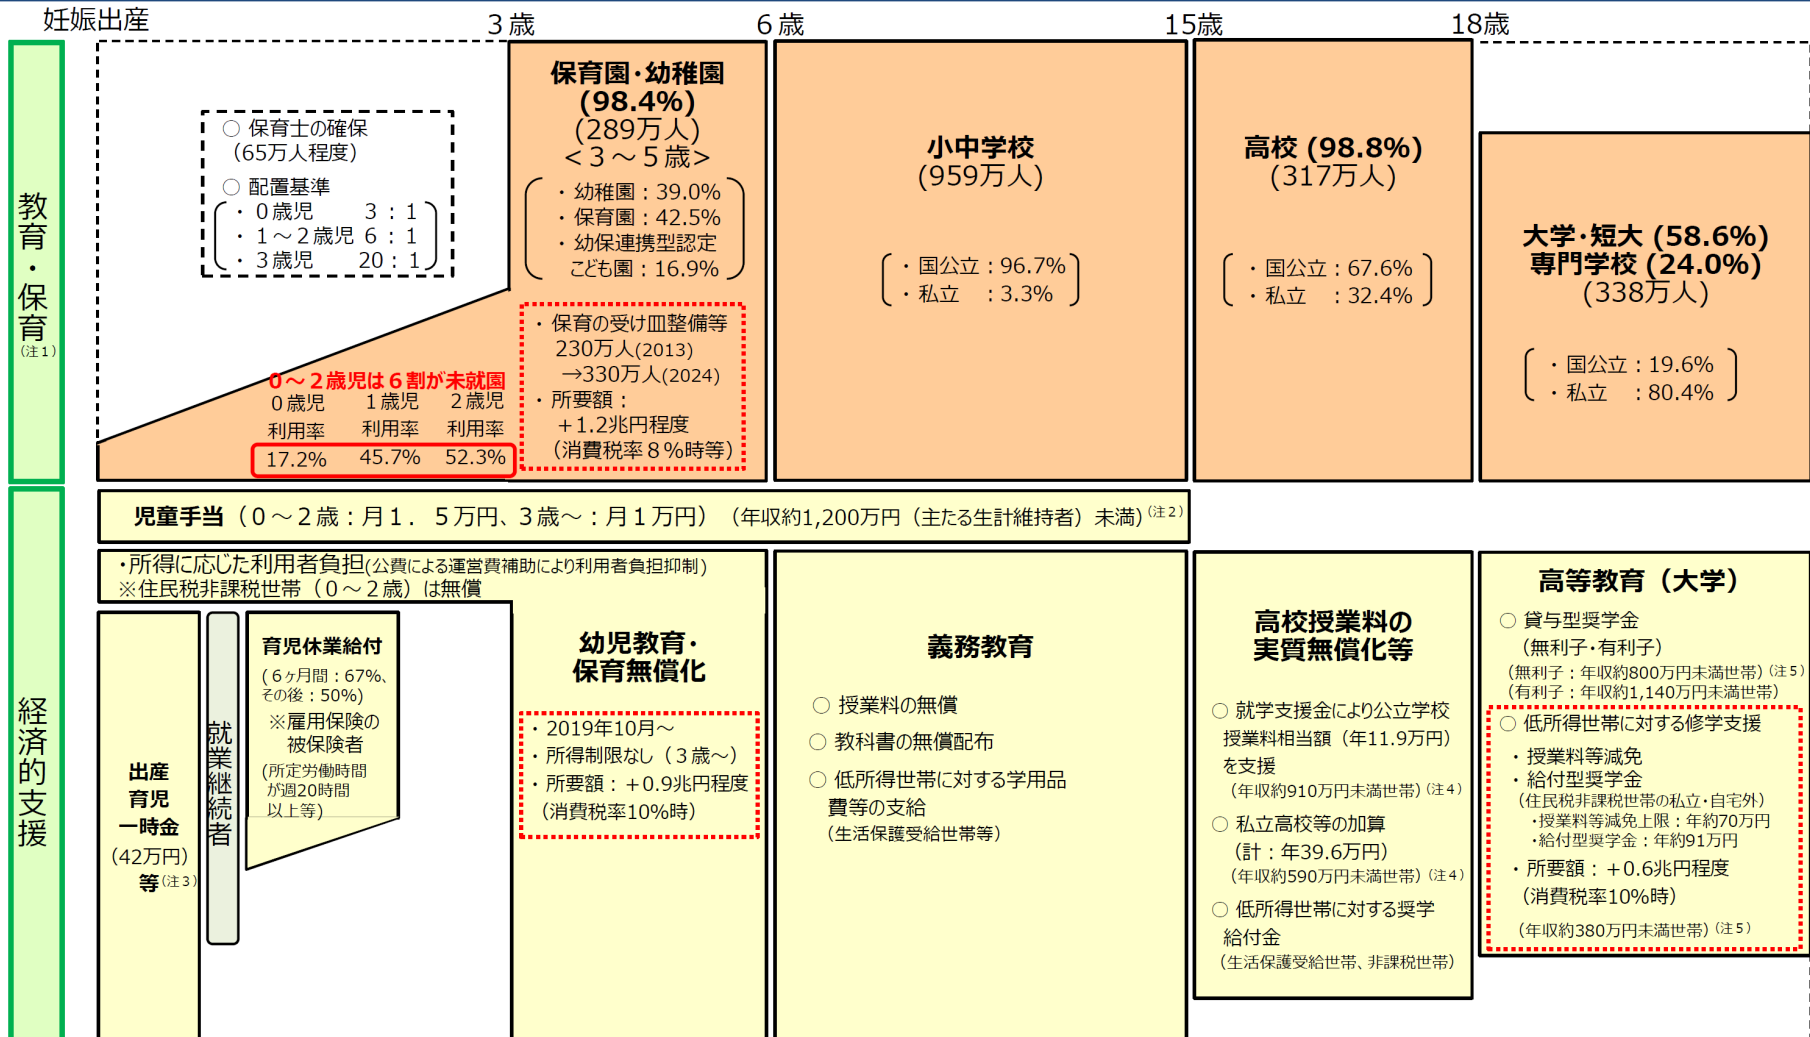 妊娠出産
3歳
6歳
15歳
18歳
教育・保育
(注1)
○ 保育士の確保
（65万人程度）
○ 配置基準
・0歳児 3：1
・1～2歳児 6：1
・3歳児 20：1
0～2歳児は6割が未就園
0歳児 1歳児 2歳児
利用率 利用率 利用率
17.2% 45.7% 52.3%
保育園・幼稚園
(98.4%)
(289万人)
<3～5歳>
・幼稚園：39.0%
・保育園：42.5%
・幼保連携型認定
こども園：16.9%
・保育の受け皿整備等
230万人(2013)
→330万人(2024)
・所要額：
+1.2兆円程度
（消費税率８％時等）
小中学校
(959万人)
・国公立：96.7%
・私立 ：3.3%
高校 (98.8%)
(317万人)
・国公立：67.6%
・私立 ：32.4%
大学・短大 (58.6%)
専門学校 (24.0%)
(338万人)
・国公立：19.6%
・私立 ：80.4%
経済的支援
児童手当（0～2歳：月1．5万円、3歳～：月1万円）（年収約1,200万円（主たる生計維持者）未満）(注2)
・所得に応じた利用者負担(公費による運営費補助により利用者負担抑制)
※住民税非課税世帯（0～2歳）は無償
出産
育児
一時金
（42万円）
等(注3)
就業継続者
育児休業給付
(6ヶ月間：67%、
その後：50%)
※雇用保険の
被保険者
(所定労働時間
が週20時間
以上等)
幼児教育・
保育無償化
・2019年10月～
・所得制限なし（3歳～）
・所要額：+0.9兆円程度
（消費税率10%時）
義務教育
○ 授業料の無償
○ 教科書の無償配布
○ 低所得世帯に対する学用品
費等の支給
（生活保護受給世帯等）
高校授業料の
実質無償化等
○ 就学支援金により公立学校
授業料相当額（年11.9万円）
を支援
（年収約910万円未満世帯）(注4)
○ 私立高校等の加算
（計：年39.6万円）
（年収約590万円未満世帯）(注4)
○ 低所得世帯に対する奨学
給付金
（生活保護受給世帯、非課税世帯）
高等教育（大学）
○ 貸与型奨学金
（無利子・有利子）
（無利子：年収約800万円未満世帯）(注5)
（有利子：年収約1,140万円未満世帯）
○ 低所得世帯に対する修学支援
・授業料等減免
・給付型奨学金
（住民税非課税世帯の私立・自宅外）
・授業料等減免上限：年約70万円
・給付型奨学金：年約91万円
・所要額：+0.6兆円程度
（消費税率10%時）
（年収約380万円未満世帯）(注5)